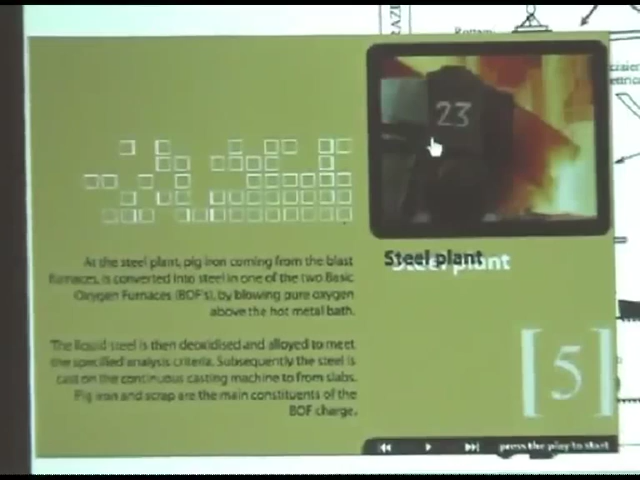 Rottami
23
Steel plant
Steel plant
At the steel plant, pig iron coming from the blast
furnaces, is converted into steel in one of the two Basic
Oxygen Furnaces (BOF's), by blowing pure oxygen
above the hot metal bath.
The liquid steel is then deoxidised and alloyed to meet
the specified analysis criteria. Subsequently the steel is
cast on the continuous casting machine to from slabs.
Pig iron and scrap are the main constituents of the
BOF charge.
[5]
press the play to start